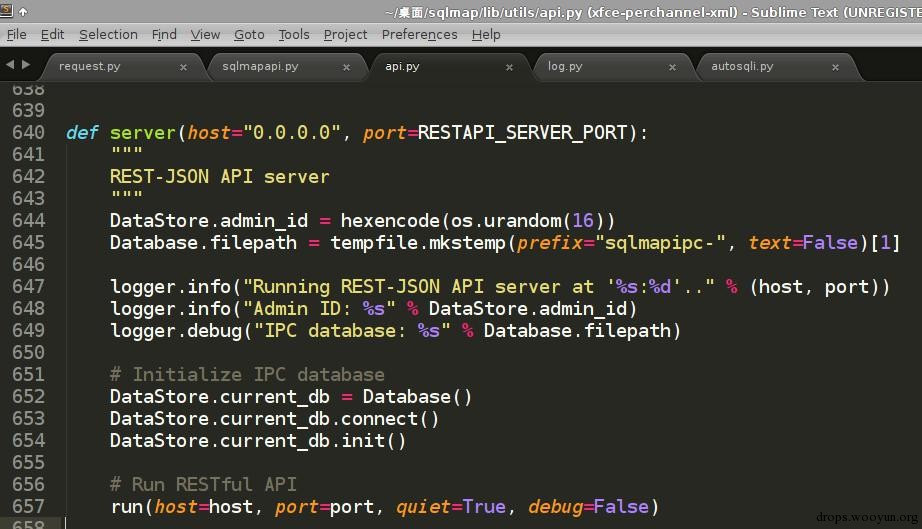 ~/桌面/sqlmap/lib/utils/api.py (xfce-perchannel-xml) - Sublime Text (UNREGISTE
File Edit Selection Find View Goto Tools Project Preferences Help
request.py × sqlmapapi.py × api.py × log.py × autosqli.py ×
638
639
640 def server(host="0.0.0.0", port=RESTAPI_SERVER_PORT):
641     """
642     REST-JSON API server
643     """
644     DataStore.admin_id = hexencode(os.urandom(16))
645     Database.filepath = tempfile.mkstemp(prefix="sqlmapipc-", text=False)[1]
646
647     logger.info("Running REST-JSON API server at '%s:%d'.." % (host, port))
648     logger.info("Admin ID: %s" % DataStore.admin_id)
649     logger.debug("IPC database: %s" % Database.filepath)
650
651     # Initialize IPC database
652     DataStore.current_db = Database()
653     DataStore.current_db.connect()
654     DataStore.current_db.init()
655
656     # Run RESTful API
657     run(host=host, port=port, quiet=True, debug=False)
658
drops.wooyun.org